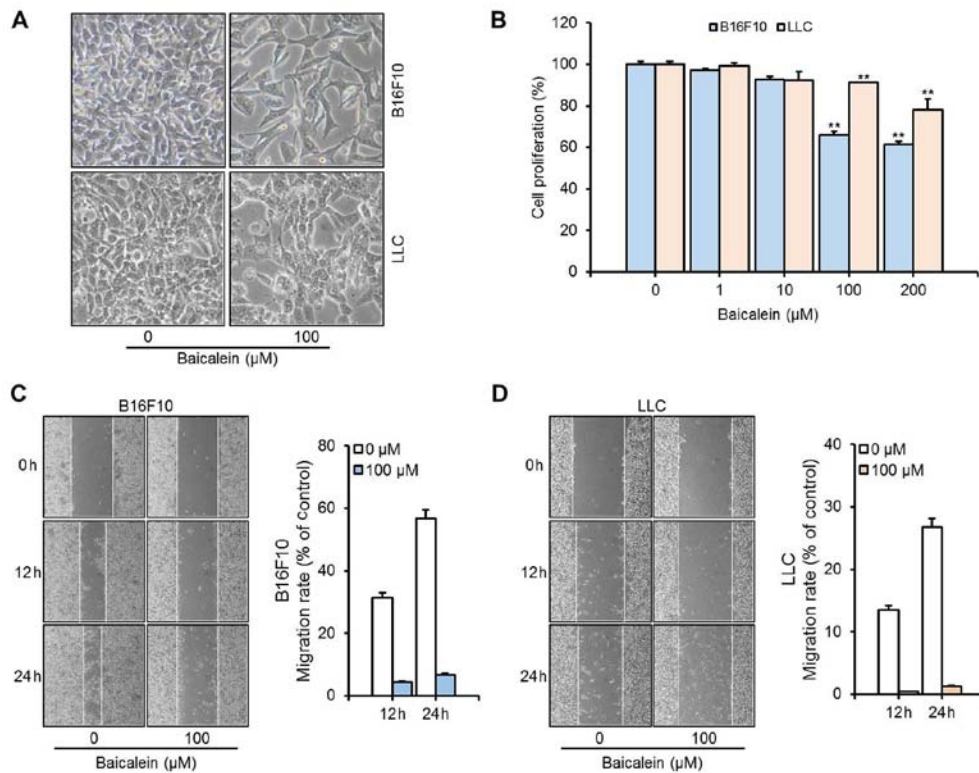 A
B16F10
LLC
0
100
Baicalein (µM)
B
B16F10
LLC
Cell proliferation (%)
120
100
80
60
40
20
0
**
**
**
**
0
1
10
100
200
Baicalein (µM)
C
B16F10
0h
12h
24h
0
100
Baicalein (µM)
B16F10
Migration rate (% of control)
80
60
40
20
0
0 µM
100 µM
12h
24h
D
LLC
0h
12h
24h
0
100
Baicalein (µM)
LLC
Migration rate (% of control)
40
30
20
10
0
0 µM
100 µM
12h
24h